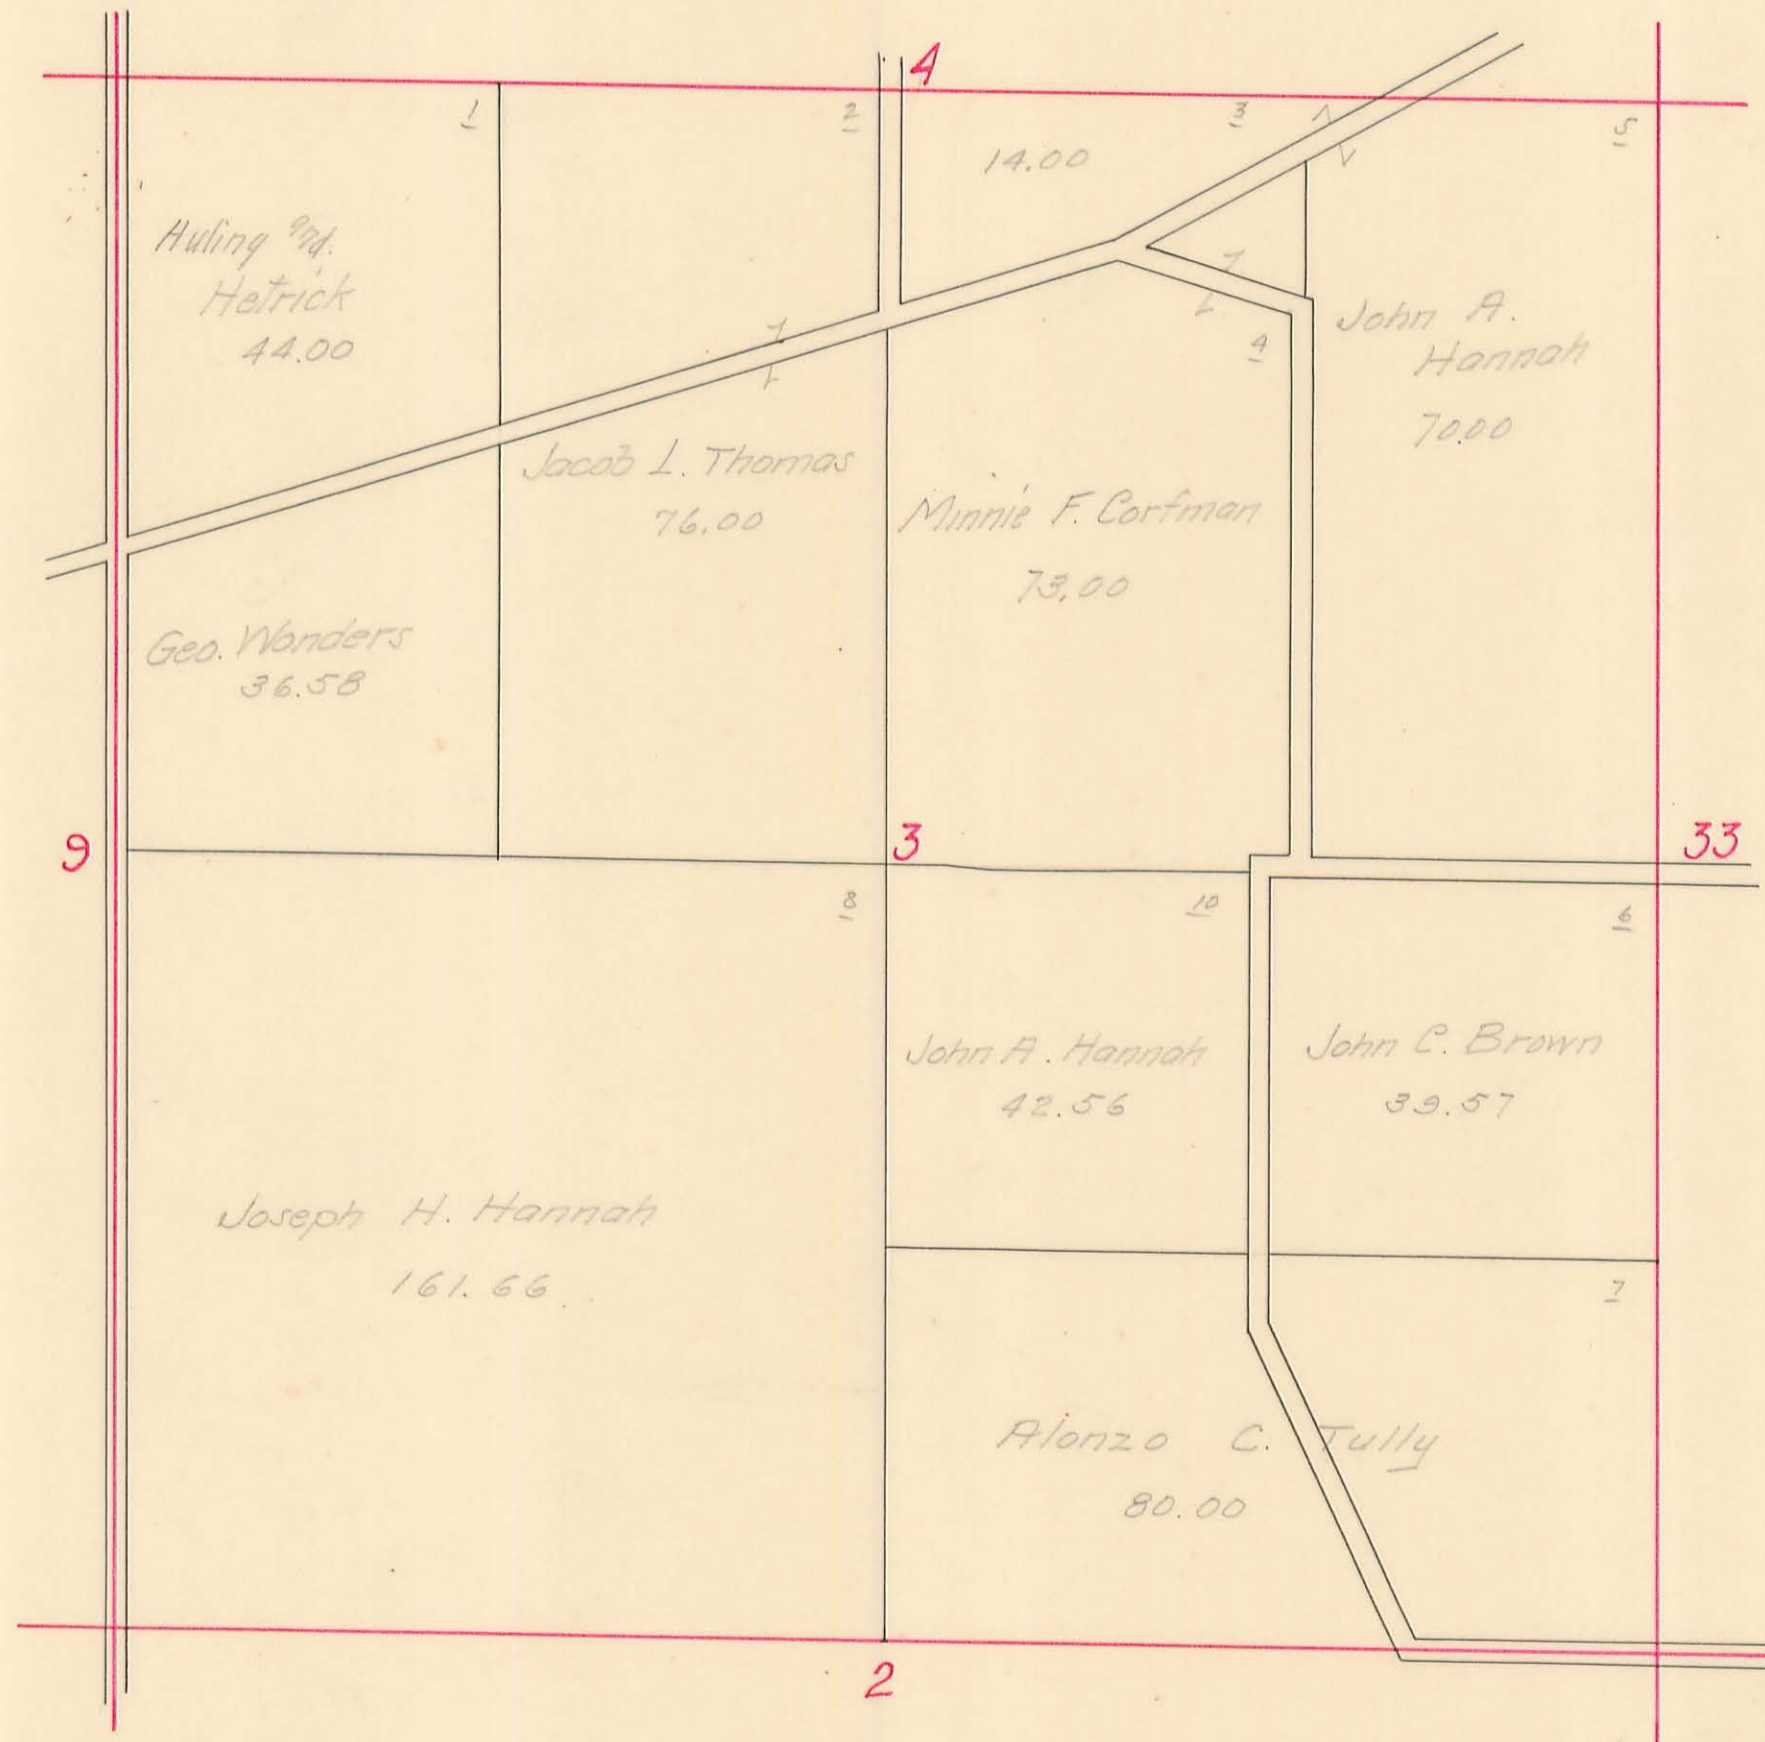 4
1
2
3
5
14.00
Huling and.
Hetrick
44.00
John A.
Hannah
70.00
4
Jacob L. Thomas
76.00
Minnie F. Corfman
73.00
Geo. Wonders
36.58
9
3
33
8
10
6
John A. Hannah
42.56
John C. Brown
39.57
Joseph H. Hannah
161.66
7
Alonzo C. Tully
80.00
2